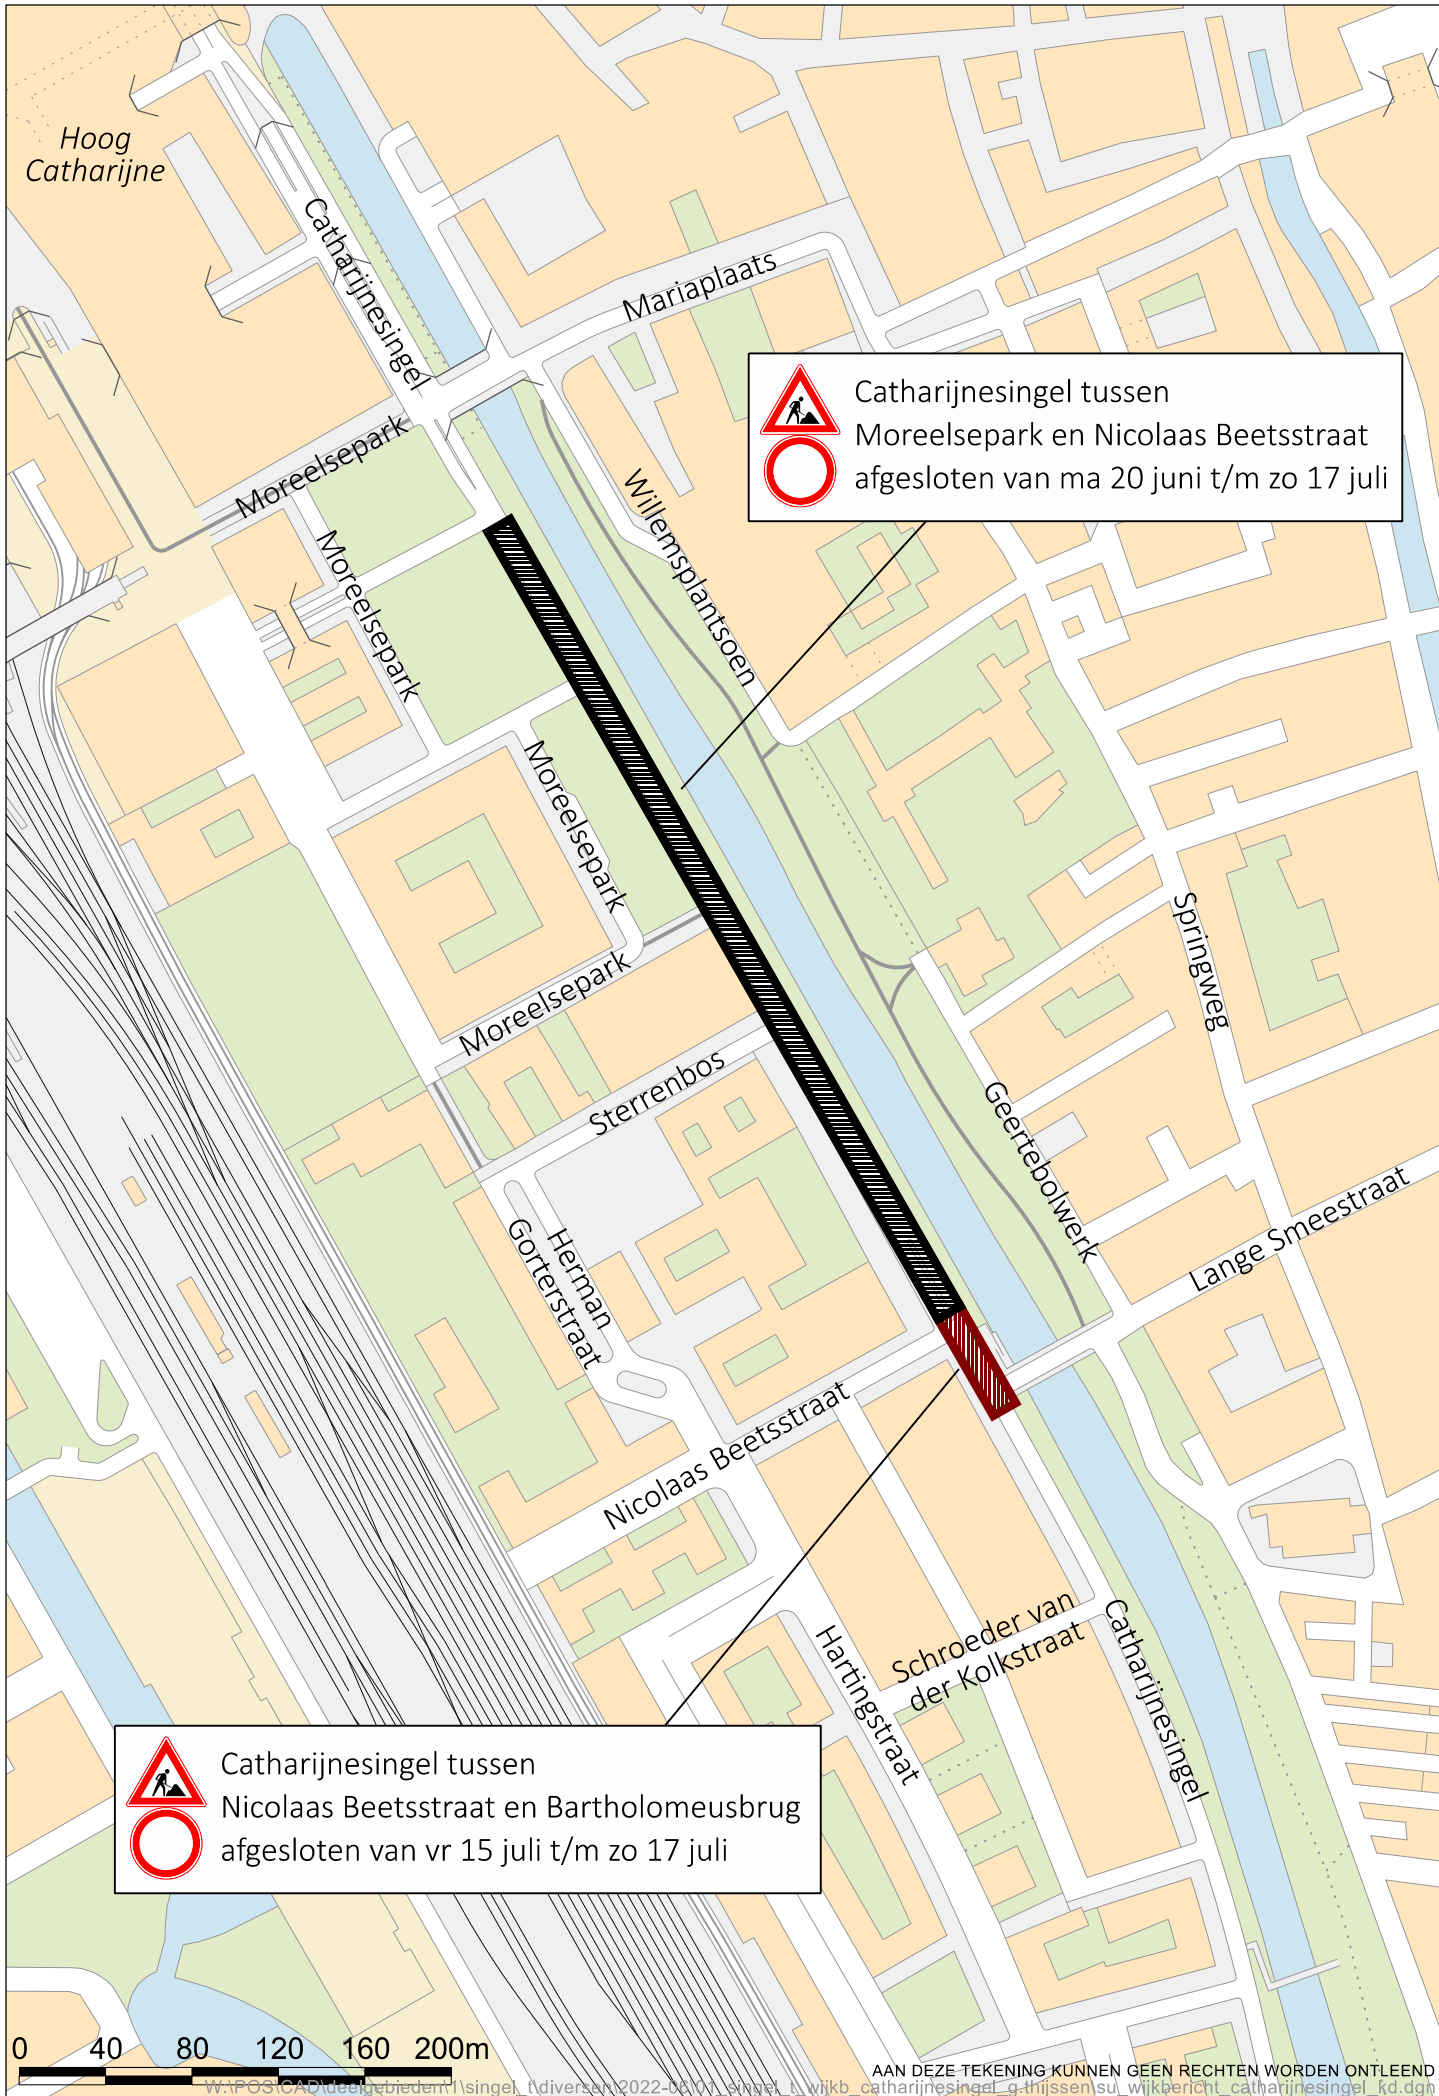 Hoog
Catharijne
Catharijnesingel
Mariaplaats
Moreelsepark
Catharijnesingel tussen
Moreelsepark en Nicolaas Beetsstraat
afgesloten van ma 20 juni t/m zo 17 juli
Willemsplantsoen
Moreelsepark
Moreelsepark
Moreelsepark
Springweg
Sterrenbos
Geertebolwerk
Lange Smeestraat
Herman
Gorterstraat
Nicolaas Beetsstraat
Schroeder van
der Kolkstraat
Catharijnesingel
Hartingstraat
Catharijnesingel tussen
Nicolaas Beetsstraat en Bartholomeusbrug
afgesloten van vr 15 juli t/m zo 17 juli
0 40 80 120 160 200m
AAN DEZE TEKENING KUNNEN GEEN RECHTEN WORDEN ONTLEEND